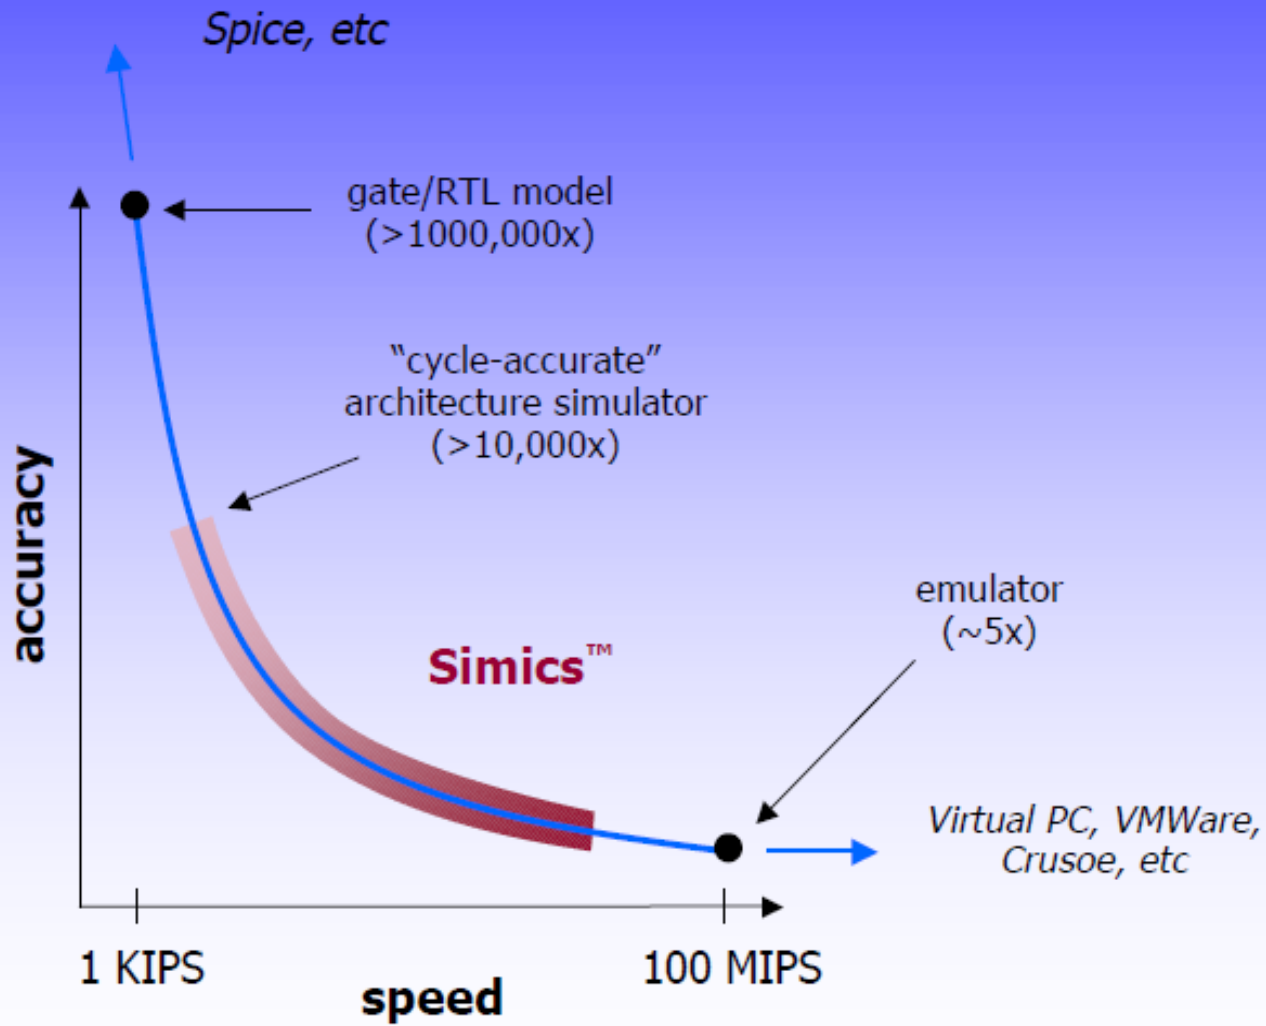 Spice, etc
gate/RTL model
(>1000,000x)
“cycle-accurate”
architecture simulator
(>10,000x)
accuracy
emulator
(~5x)
Simics™
Virtual PC, VMWare,
Crusoe, etc
1 KIPS
100 MIPS
speed